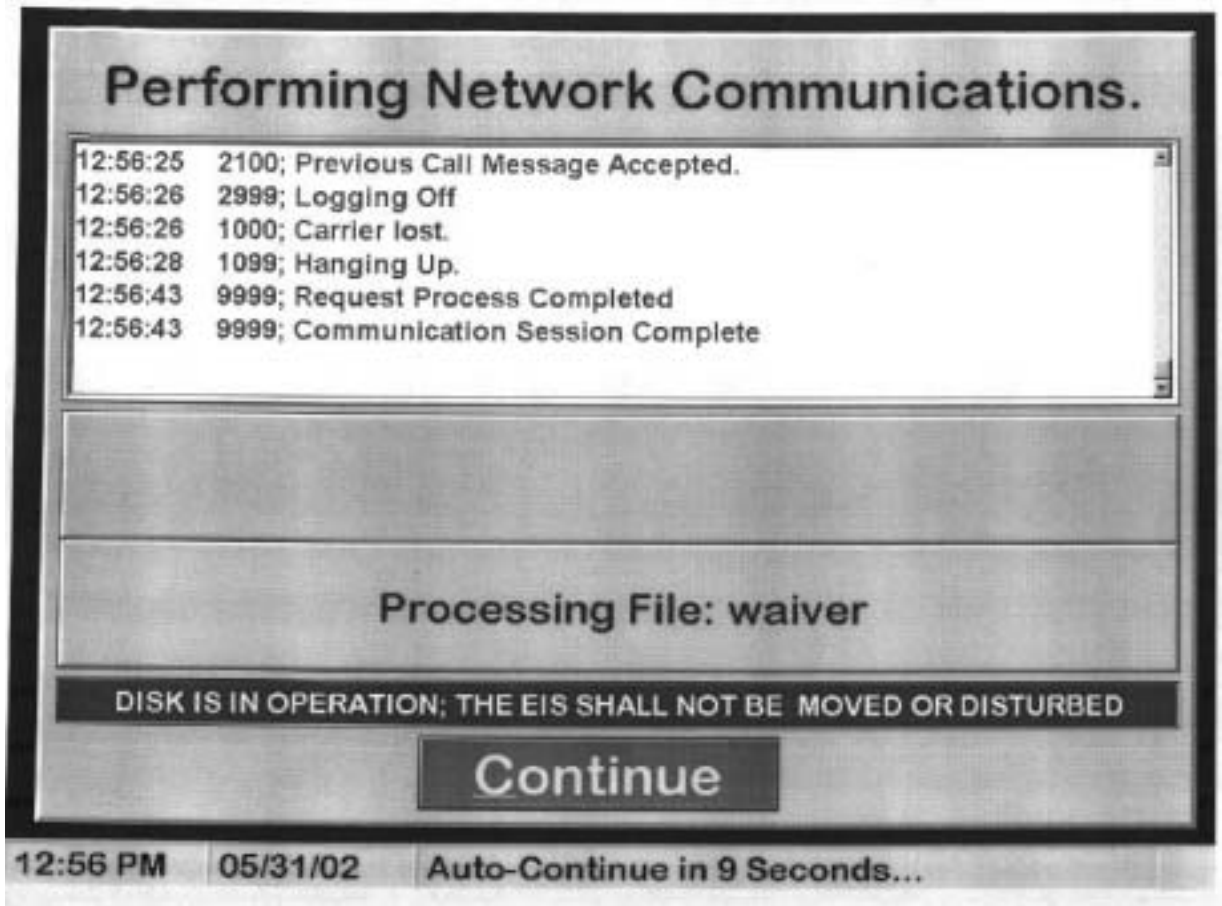 Performing Network Communications.
12:56:25 2100; Previous Call Message Accepted.
12:56:26 2999; Logging Off
12:56:26 1000; Carrier lost.
12:56:28 1099; Hanging Up.
12:56:43 9999; Request Process Completed
12:56:43 9999; Communication Session Complete
Processing File: waiver
DISK IS IN OPERATION; THE EIS SHALL NOT BE MOVED OR DISTURBED
Continue
12:56 PM 05/31/02 Auto-Continue in 9 Seconds...